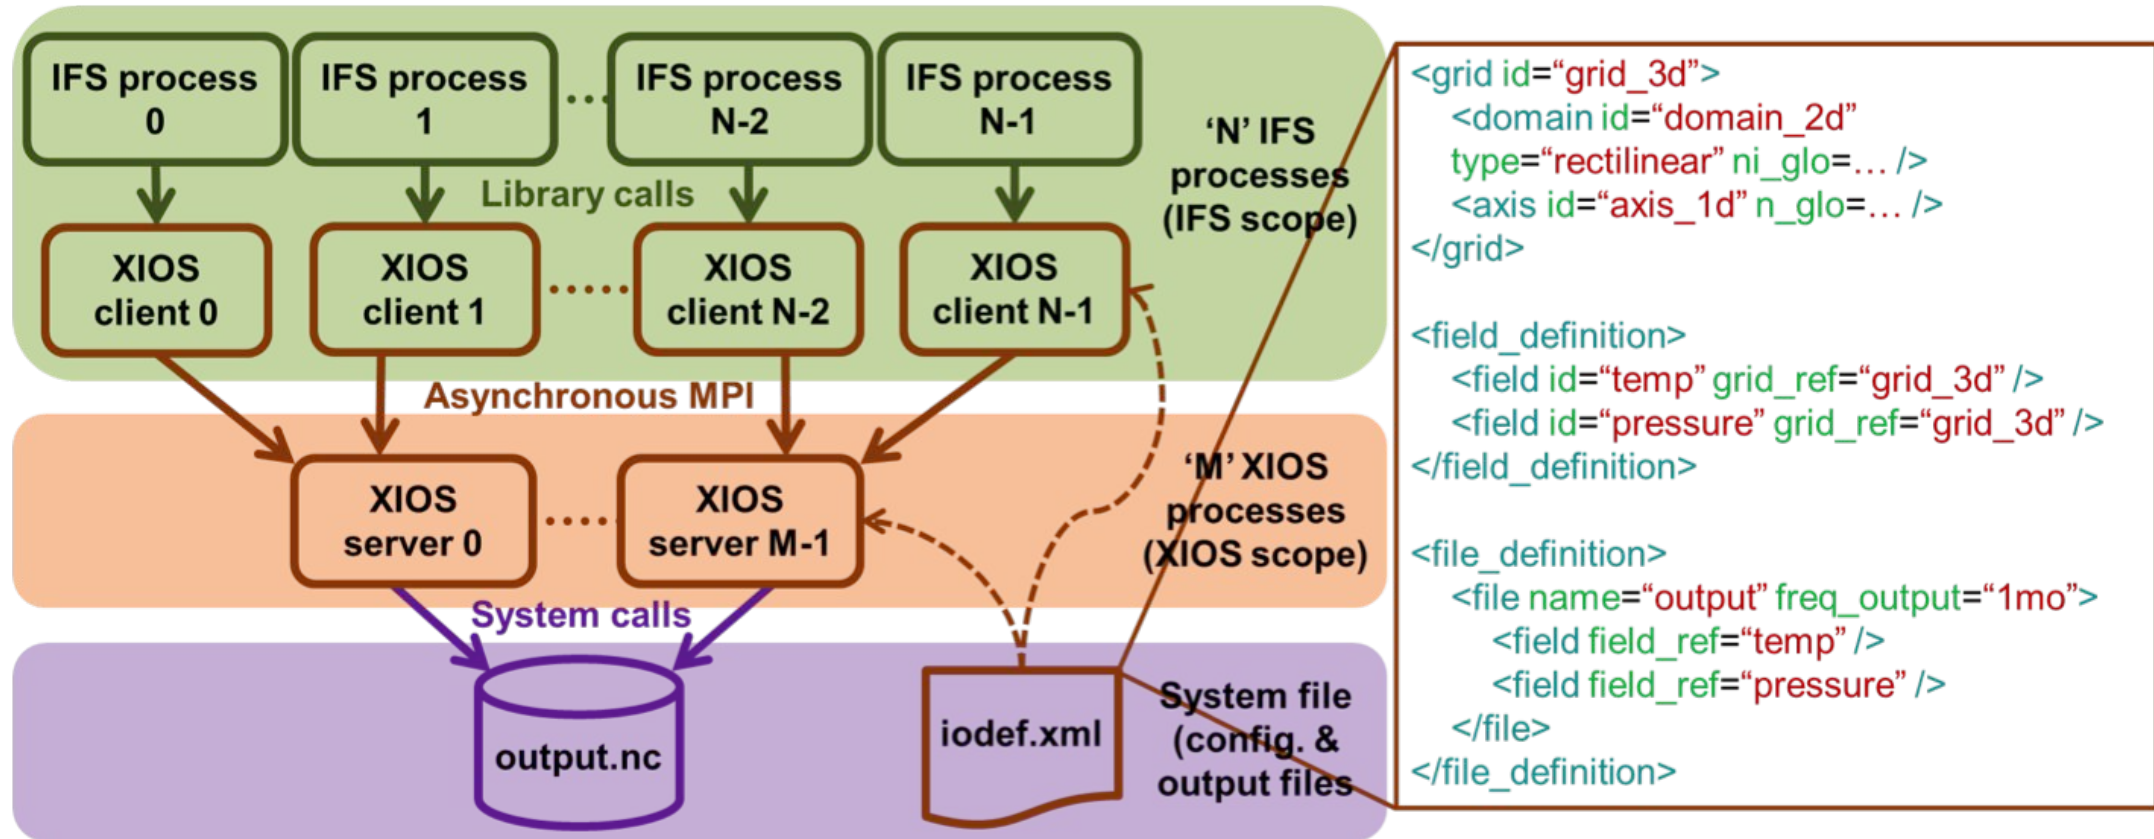 IFS process
0
IFS process
1
IFS process
N-2
IFS process
N-1
‘N’ IFS
processes
(IFS scope)
Library calls
XIOS
client 0
XIOS
client 1
XIOS
client N-2
XIOS
client N-1
Asynchronous MPI
XIOS
server 0
XIOS
server M-1
‘M’ XIOS
processes
(XIOS scope)
System calls
output.nc
iodef.xml
System file
(config. &
output files
<grid id=“grid_3d”>
<domain id=“domain_2d”
type=“rectilinear” ni_glo=… />
<axis id=“axis_1d” n_glo=… />
</grid>
<field_definition>
<field id=“temp” grid_ref=“grid_3d” />
<field id=“pressure” grid_ref=“grid_3d” />
</field_definition>
<file_definition>
<file name=“output” freq_output=“1mo”>
<field field_ref=“temp” />
<field field_ref=“pressure” />
</file>
</file_definition>